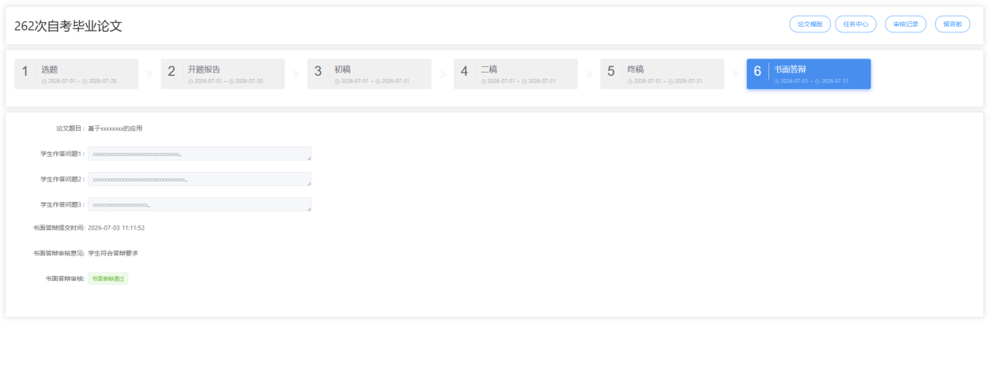 262次自考毕业论文
论文模版 任务中心 审核记录 留言板
1 选题 2 开题报告 3 初稿 4 二稿 5 终稿 6 书面答辩
2026-07-01 ~ 2026-07-20 2026-07-01 ~ 2026-07-20 2026-07-01 ~ 2026-07-31 2026-07-01 ~ 2026-07-31 2026-07-01 ~ 2026-07-31 2026-07-01 ~ 2026-07-31
论文题目: 基于xxxxxxxx的应用
学生作答问题1: xxxxxxxxxxxxxxxxxxxxxxxxxxxxxx。
学生作答问题2: xxxxxxxxxxxxxxxxxxxxxxxxxxxxxxxx。
学生作答问题3: xxxxxxxxxxxxxxxxxxx。
书面答辩提交时间: 2026-07-03 11:11:52
书面答辩审核意见: 学生符合答辩要求
书面答辩审核: 书面答辩通过